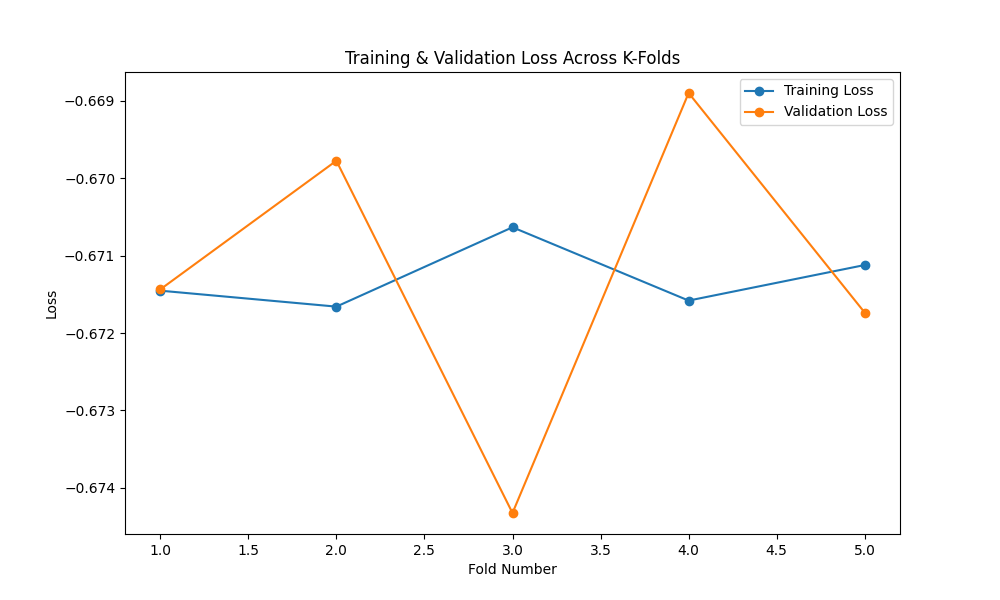 Training & Validation Loss Across K-Folds
Training Loss
Validation Loss
−0.669
−0.670
−0.671
−0.672
−0.673
−0.674
Loss
1.0 1.5 2.0 2.5 3.0 3.5 4.0 4.5 5.0
Fold Number